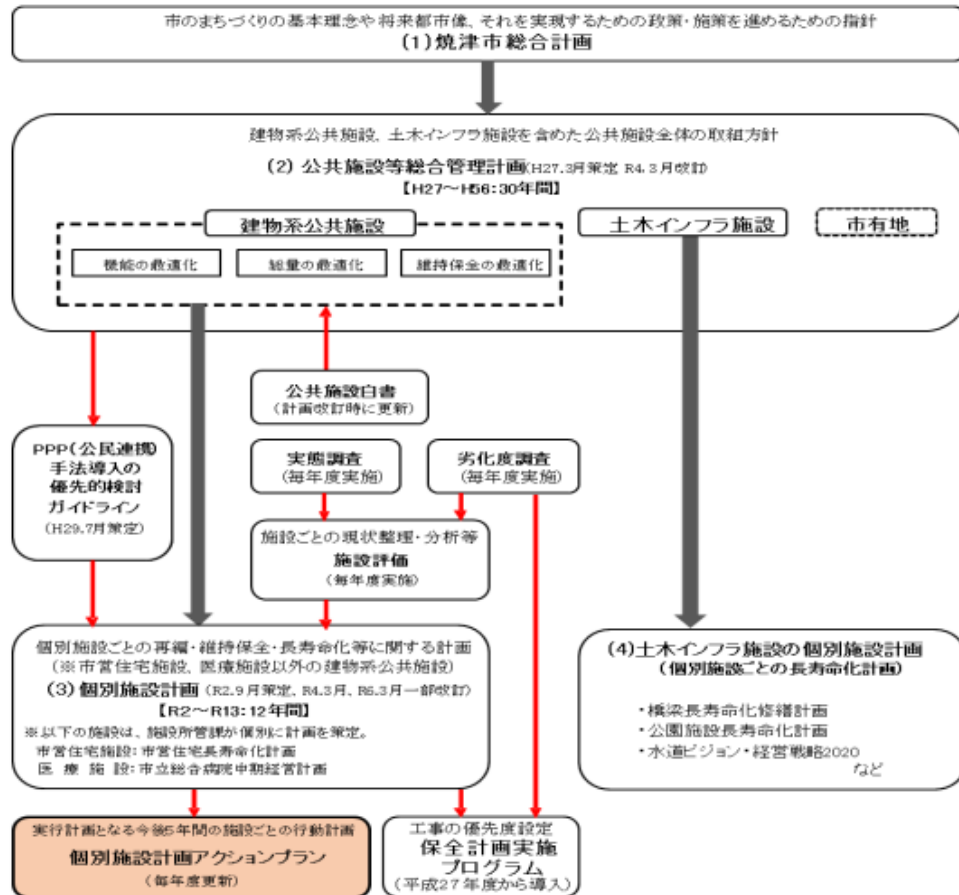 市のまちづくりの基本理念や将来都市像、それを実現するための政策・施策を進めるための指針
(1)焼津市総合計画
建物系公共施設、土木インフラ施設を含めた公共施設全体の取組方針
(2) 公共施設等総合管理計画(H27.3月策定 R4.3月改訂)
【H27～H56:30年間】
建物系公共施設
土木インフラ施設
市有地
機能の最適化
総量の最適化
維持保全の最適化
公共施設白書
(計画改訂時に更新)
PPP(公民連携)
手法導入の
優先的検討
ガイドライン
(H29.7月策定)
実態調査
(毎年度実施)
劣化度調査
(毎年度実施)
施設ごとの現状整理・分析等
施設評価
(毎年度実施)
個別施設ごとの再編・維持保全・長寿命化等に関する計画
(※市営住宅施設、医療施設以外の建物系公共施設)
(3) 個別施設計画 (R2.9月策定、R4.3月、R6.3月一部改訂)
【R2～R13:12年間】
※以下の施設は、施設所管課が個別に計画を策定。
市営住宅施設:市営住宅長寿命化計画
医 療 施 設:市立総合病院中期経営計画
(4)土木インフラ施設の個別施設計画
(個別施設ごとの長寿命化計画)
・橋梁長寿命化修繕計画
・公園施設長寿命化計画
・水道ビジョン・経営戦略2020
など
実行計画となる今後5年間の施設ごとの行動計画
個別施設計画アクションプラン
(毎年度更新)
工事の優先度設定
保全計画実施
プログラム
(平成27年度から導入)